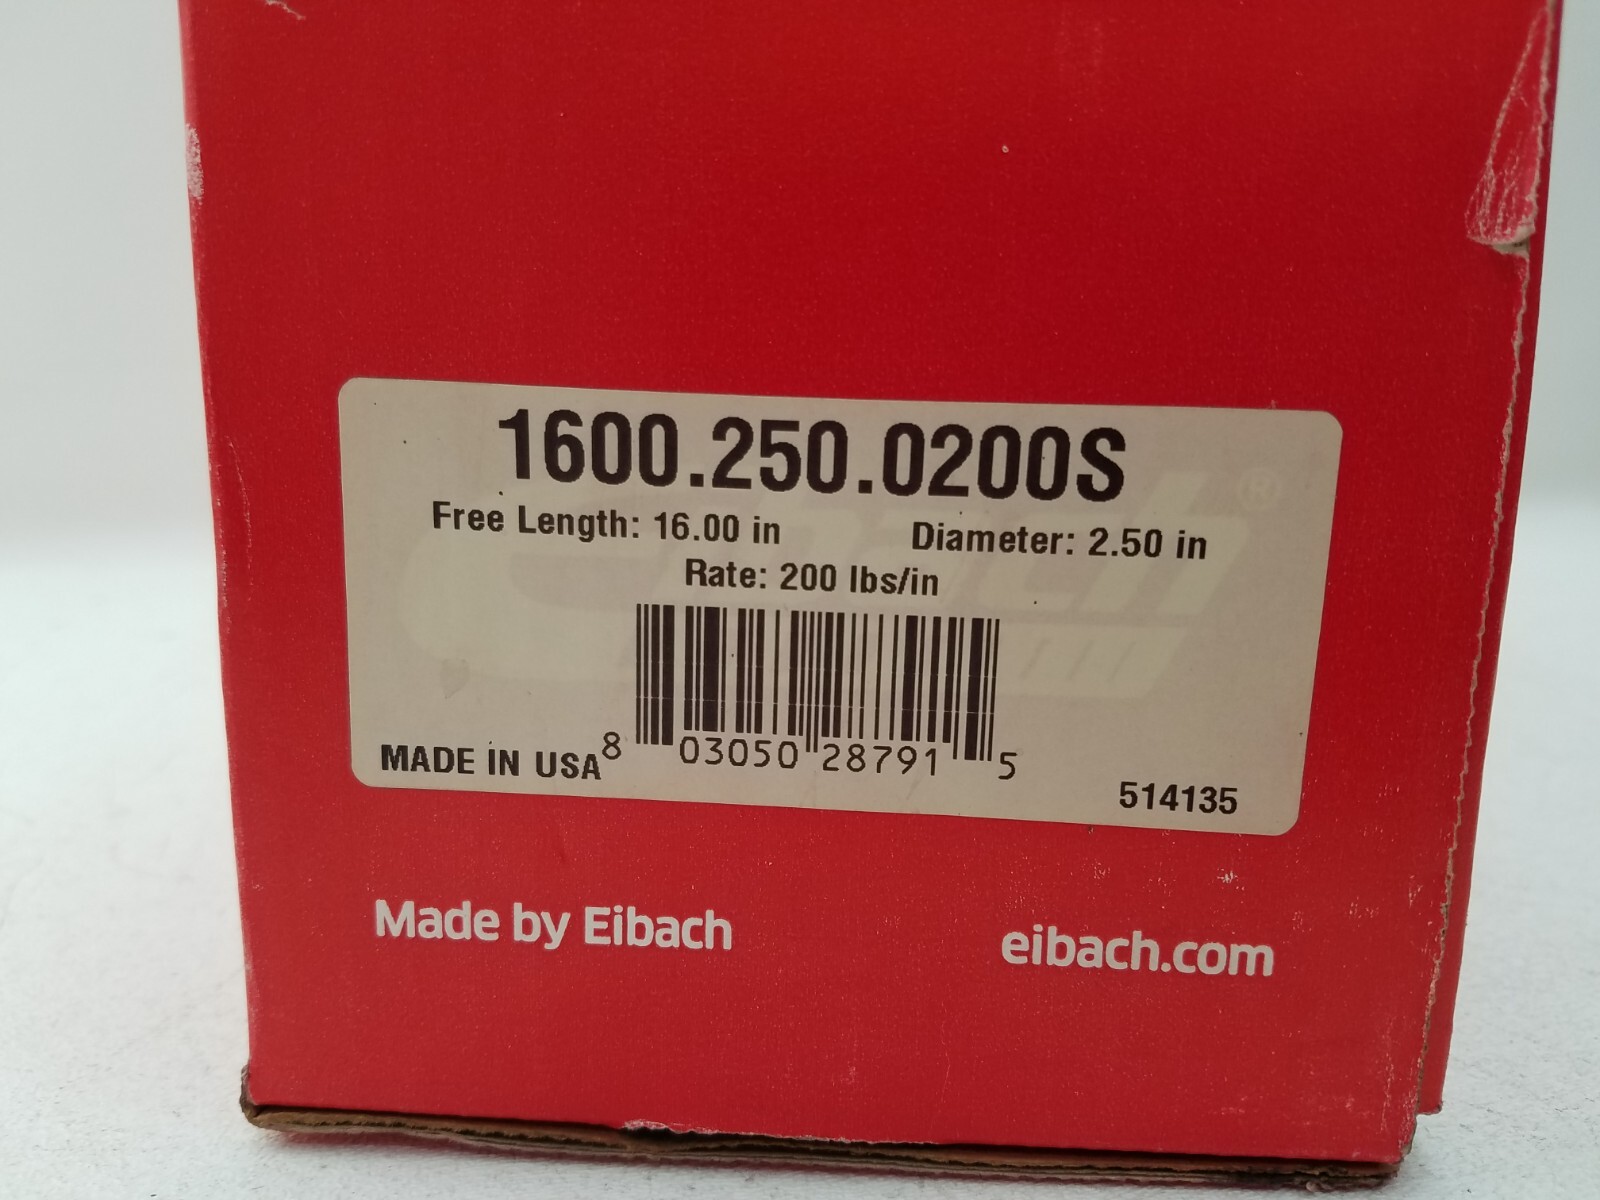 1600.250.0200S
Free Length: 16.00 in Diameter: 2.50 in
Rate: 200 lbs/in
Eibach®
MADE IN USA
8 03050 28791 5
514135
Made by Eibach
eibach.com